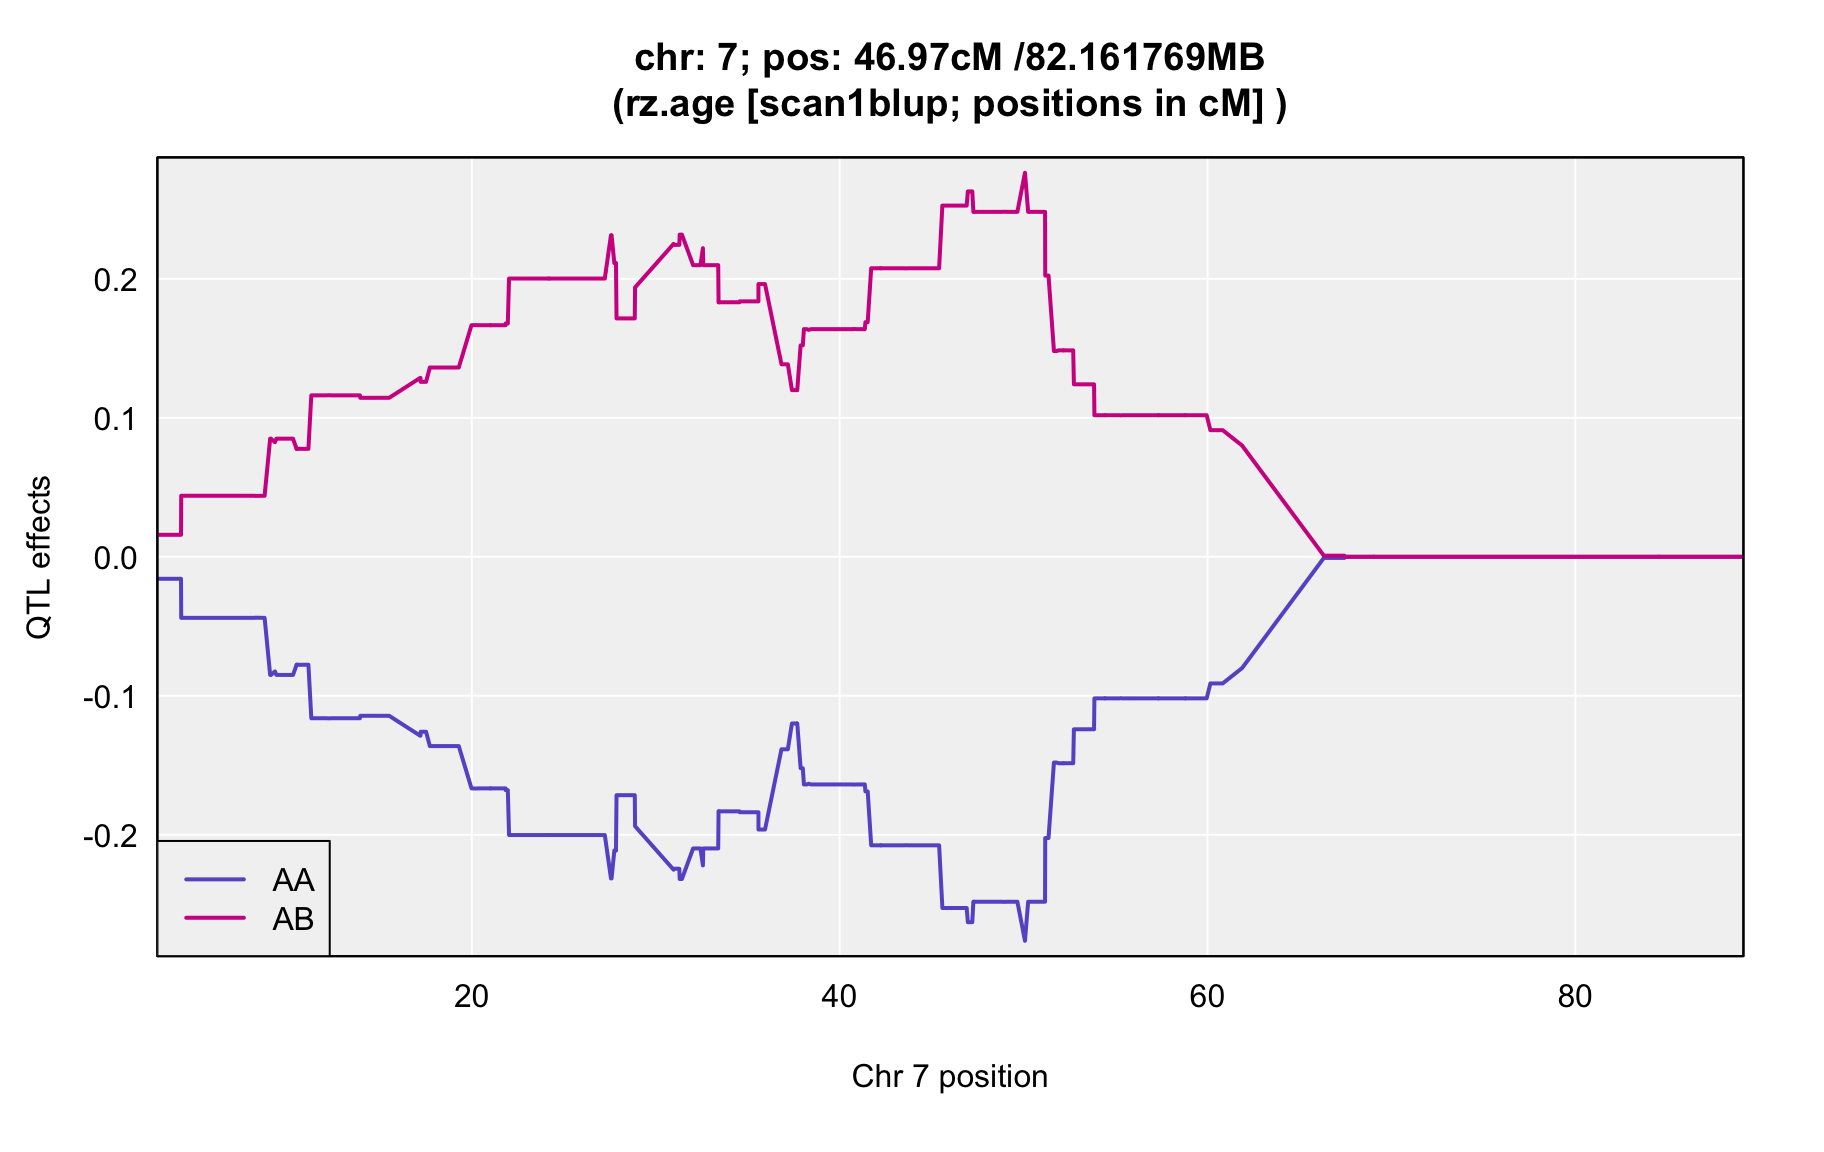 chr: 7; pos: 46.97cM /82.161769MB
(rz.age [scan1blup; positions in cM] )
QTL effects
0.2
0.1
0.0
-0.1
-0.2
AA
AB
20 40 60 80
Chr 7 position